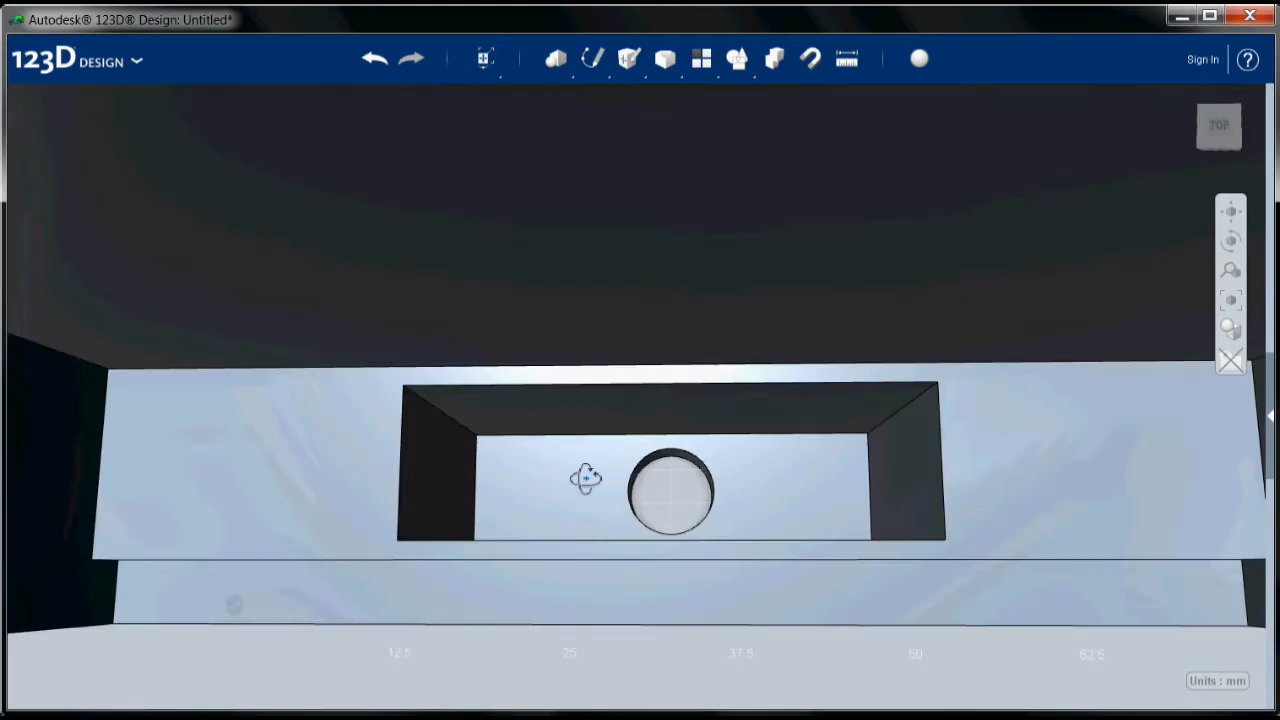 Autodesk® 123D® Design: Untitled*
123D DESIGN
Sign In
?
TOP
12.5 25 37.5 50 62.5
Units : mm